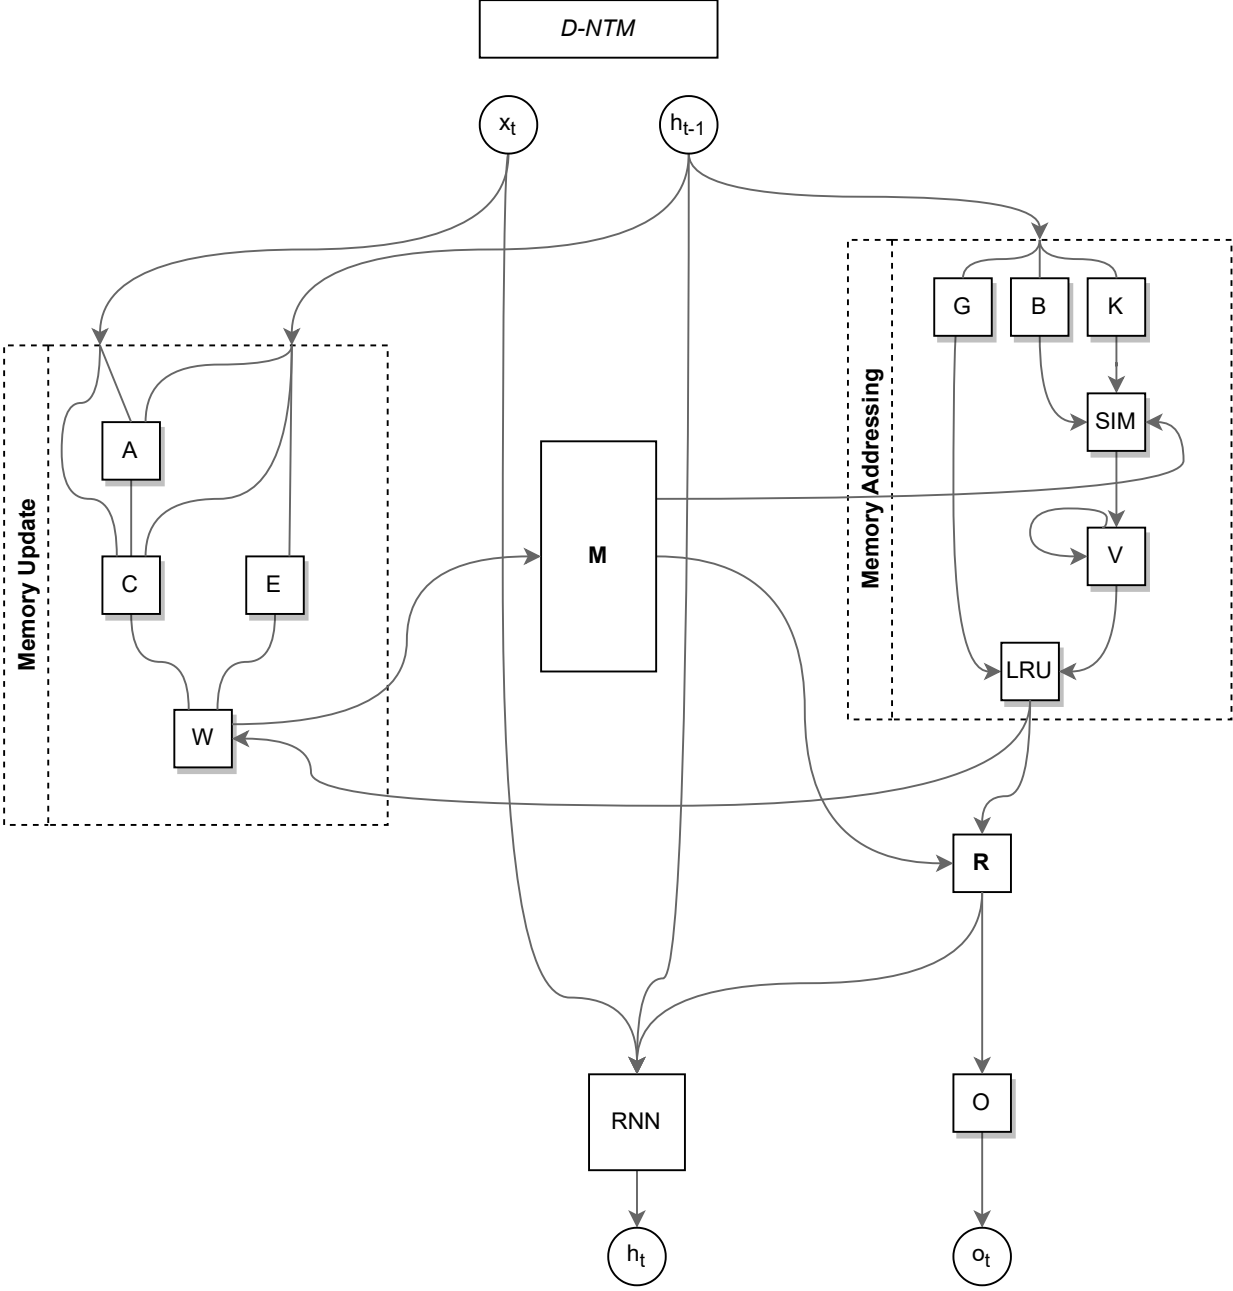 D-NTM
xt
ht-1
G
B
K
A
SIM
Memory Addressing
Memory Update
M
V
C
E
LRU
W
R
RNN
O
ht
ot